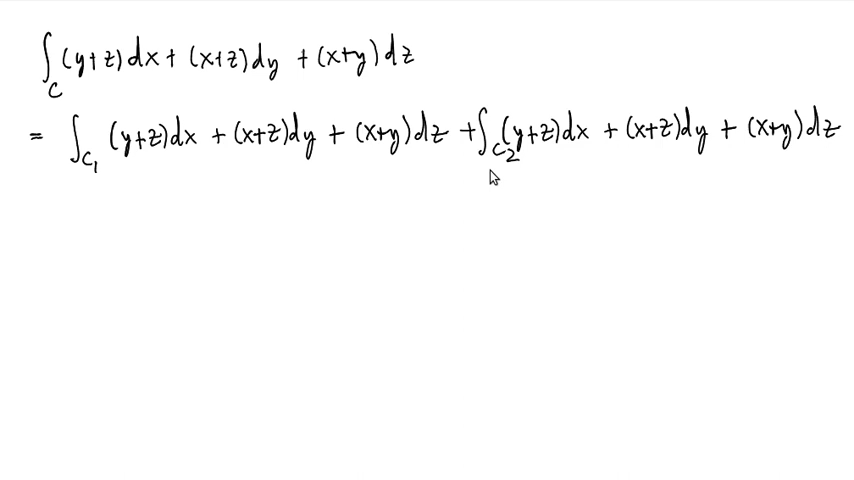 ∫_C (y+z)dx + (x+z)dy + (x+y)dz
= ∫_{C_1} (y+z)dx + (x+z)dy + (x+y)dz + ∫_{C_2} (y+z)dx + (x+z)dy + (x+y)dz